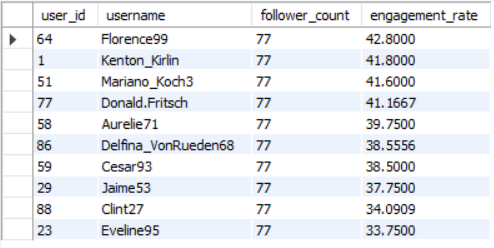 user_id username follower_count engagement_rate
64 Florence99 77 42.8000
1 Kenton_Kirlin 77 41.8000
51 Mariano_Koch3 77 41.6000
77 Donald.Fritsch 77 41.1667
58 Aurelie71 77 39.7500
86 Delfina_VonRueden68 77 38.5556
59 Cesar93 77 38.5000
29 Jaime53 77 37.7500
88 Clint27 77 34.0909
23 Eveline95 77 33.7500